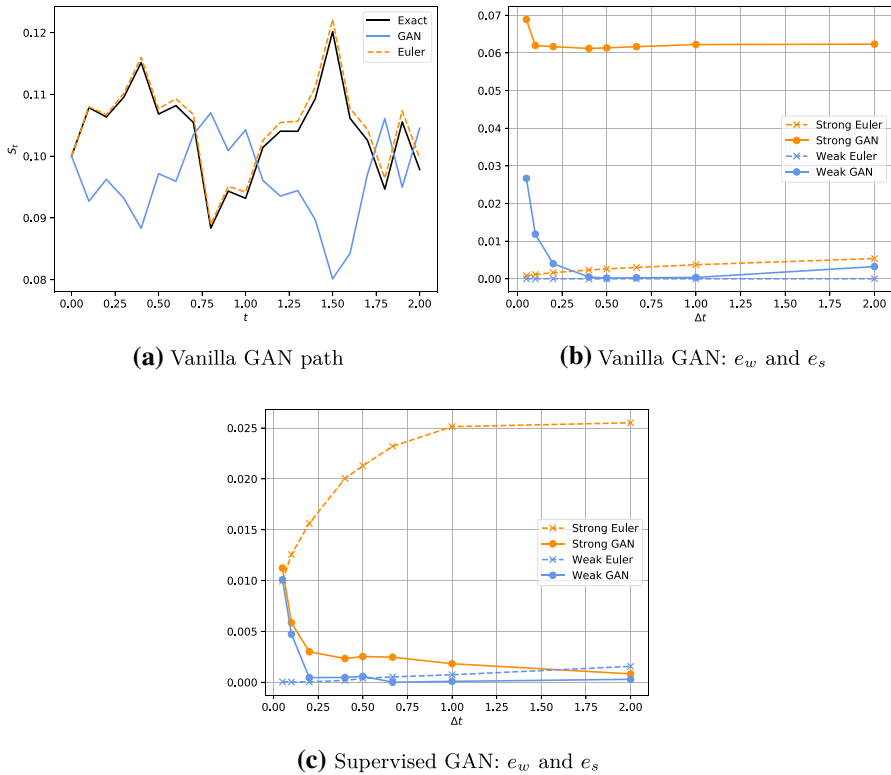 0.12
0.11
0.10
0.09
0.08
S_t
Exact
GAN
Euler
0.00 0.25 0.50 0.75 1.00 1.25 1.50 1.75 2.00
t
(a) Vanilla GAN path
0.07
0.06
0.05
0.04
0.03
0.02
0.01
0.00
Strong Euler
Strong GAN
Weak Euler
Weak GAN
0.00 0.25 0.50 0.75 1.00 1.25 1.50 1.75 2.00
Δt
(b) Vanilla GAN: e_w and e_s
0.025
0.020
0.015
0.010
0.005
0.000
Strong Euler
Strong GAN
Weak Euler
Weak GAN
0.00 0.25 0.50 0.75 1.00 1.25 1.50 1.75 2.00
Δt
(c) Supervised GAN: e_w and e_s